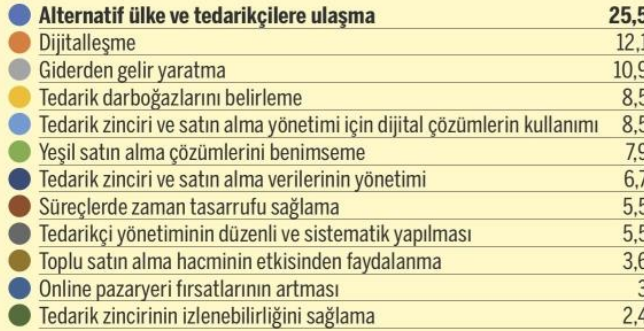 Alternatif ülke ve tedarikçilere ulaşma 25,5
Dijitalleşme 12,1
Giderden gelir yaratma 10,9
Tedarik darboğazlarını belirleme 8,5
Tedarik zinciri ve satın alma yönetimi için dijital çözümlerin kullanımı 8,5
Yeşil satın alma çözümlerini benimseme 7,9
Tedarik zinciri ve satın alma verilerinin yönetimi 6,7
Süreçlerde zaman tasarrufu sağlama 5,5
Tedarikçi yönetiminin düzenli ve sistematik yapılması 5,5
Toplu satın alma hacminin etkisinden faydalanma 3,6
Online pazaryeri fırsatlarının artması 3
Tedarik zincirinin izlenebilirliğini sağlama 2,4